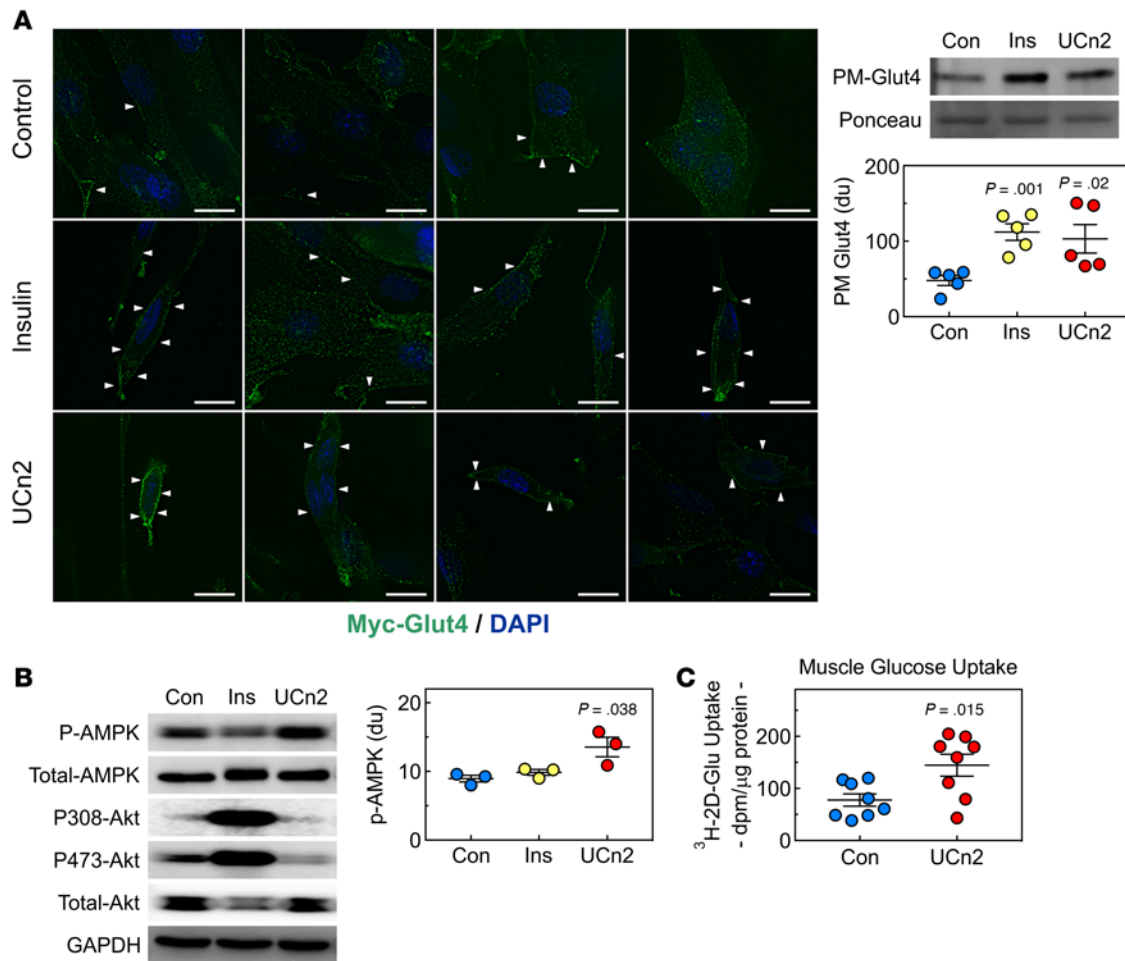 A
Control
Insulin
UCn2
Myc-Glut4 / DAPI
Con Ins UCn2
PM-Glut4
Ponceau
PM Glut4 (du)
200
100
0
P = .001
P = .02
Con Ins UCn2
B
Con Ins UCn2
P-AMPK
Total-AMPK
P308-Akt
P473-Akt
Total-Akt
GAPDH
p-AMPK (du)
20
10
0
P = .038
Con Ins UCn2
C
Muscle Glucose Uptake
³H-2D-Glu Uptake
- dpm/µg protein -
200
100
0
P = .015
Con UCn2